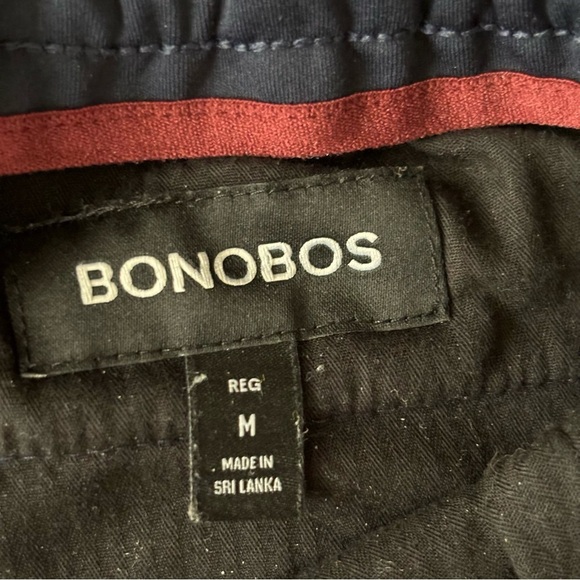 BONOBOS
REG
M
MADE IN
SRI LANKA